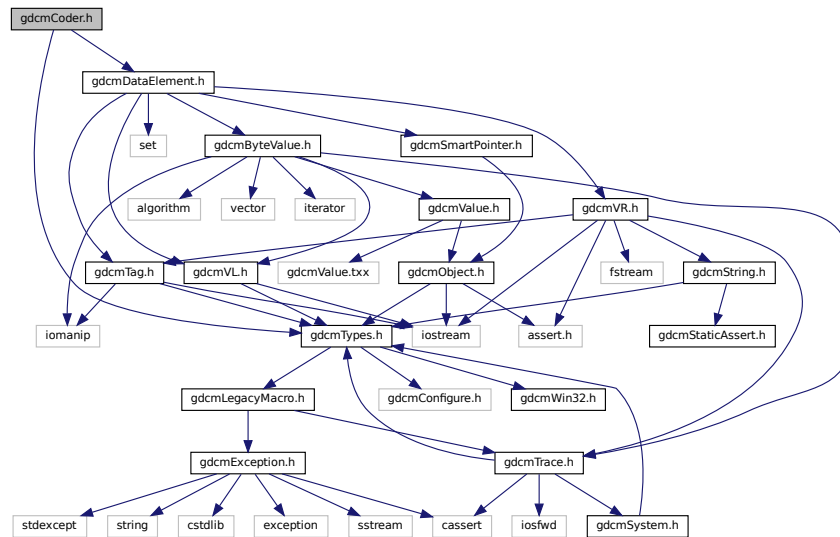 gdcmCoder.h
gdcmDataElement.h
set
gdcmByteValue.h
gdcmSmartPointer.h
algorithm
vector
iterator
gdcmValue.h
gdcmVR.h
gdcmTag.h
gdcmVL.h
gdcmValue.txx
gdcmObject.h
fstream
gdcmString.h
iomanip
gdcmTypes.h
iostream
assert.h
gdcmStaticAssert.h
gdcmLegacyMacro.h
gdcmConfigure.h
gdcmWin32.h
gdcmException.h
gdcmTrace.h
stdexcept
string
cstdlib
exception
sstream
cassert
iosfwd
gdcmSystem.h